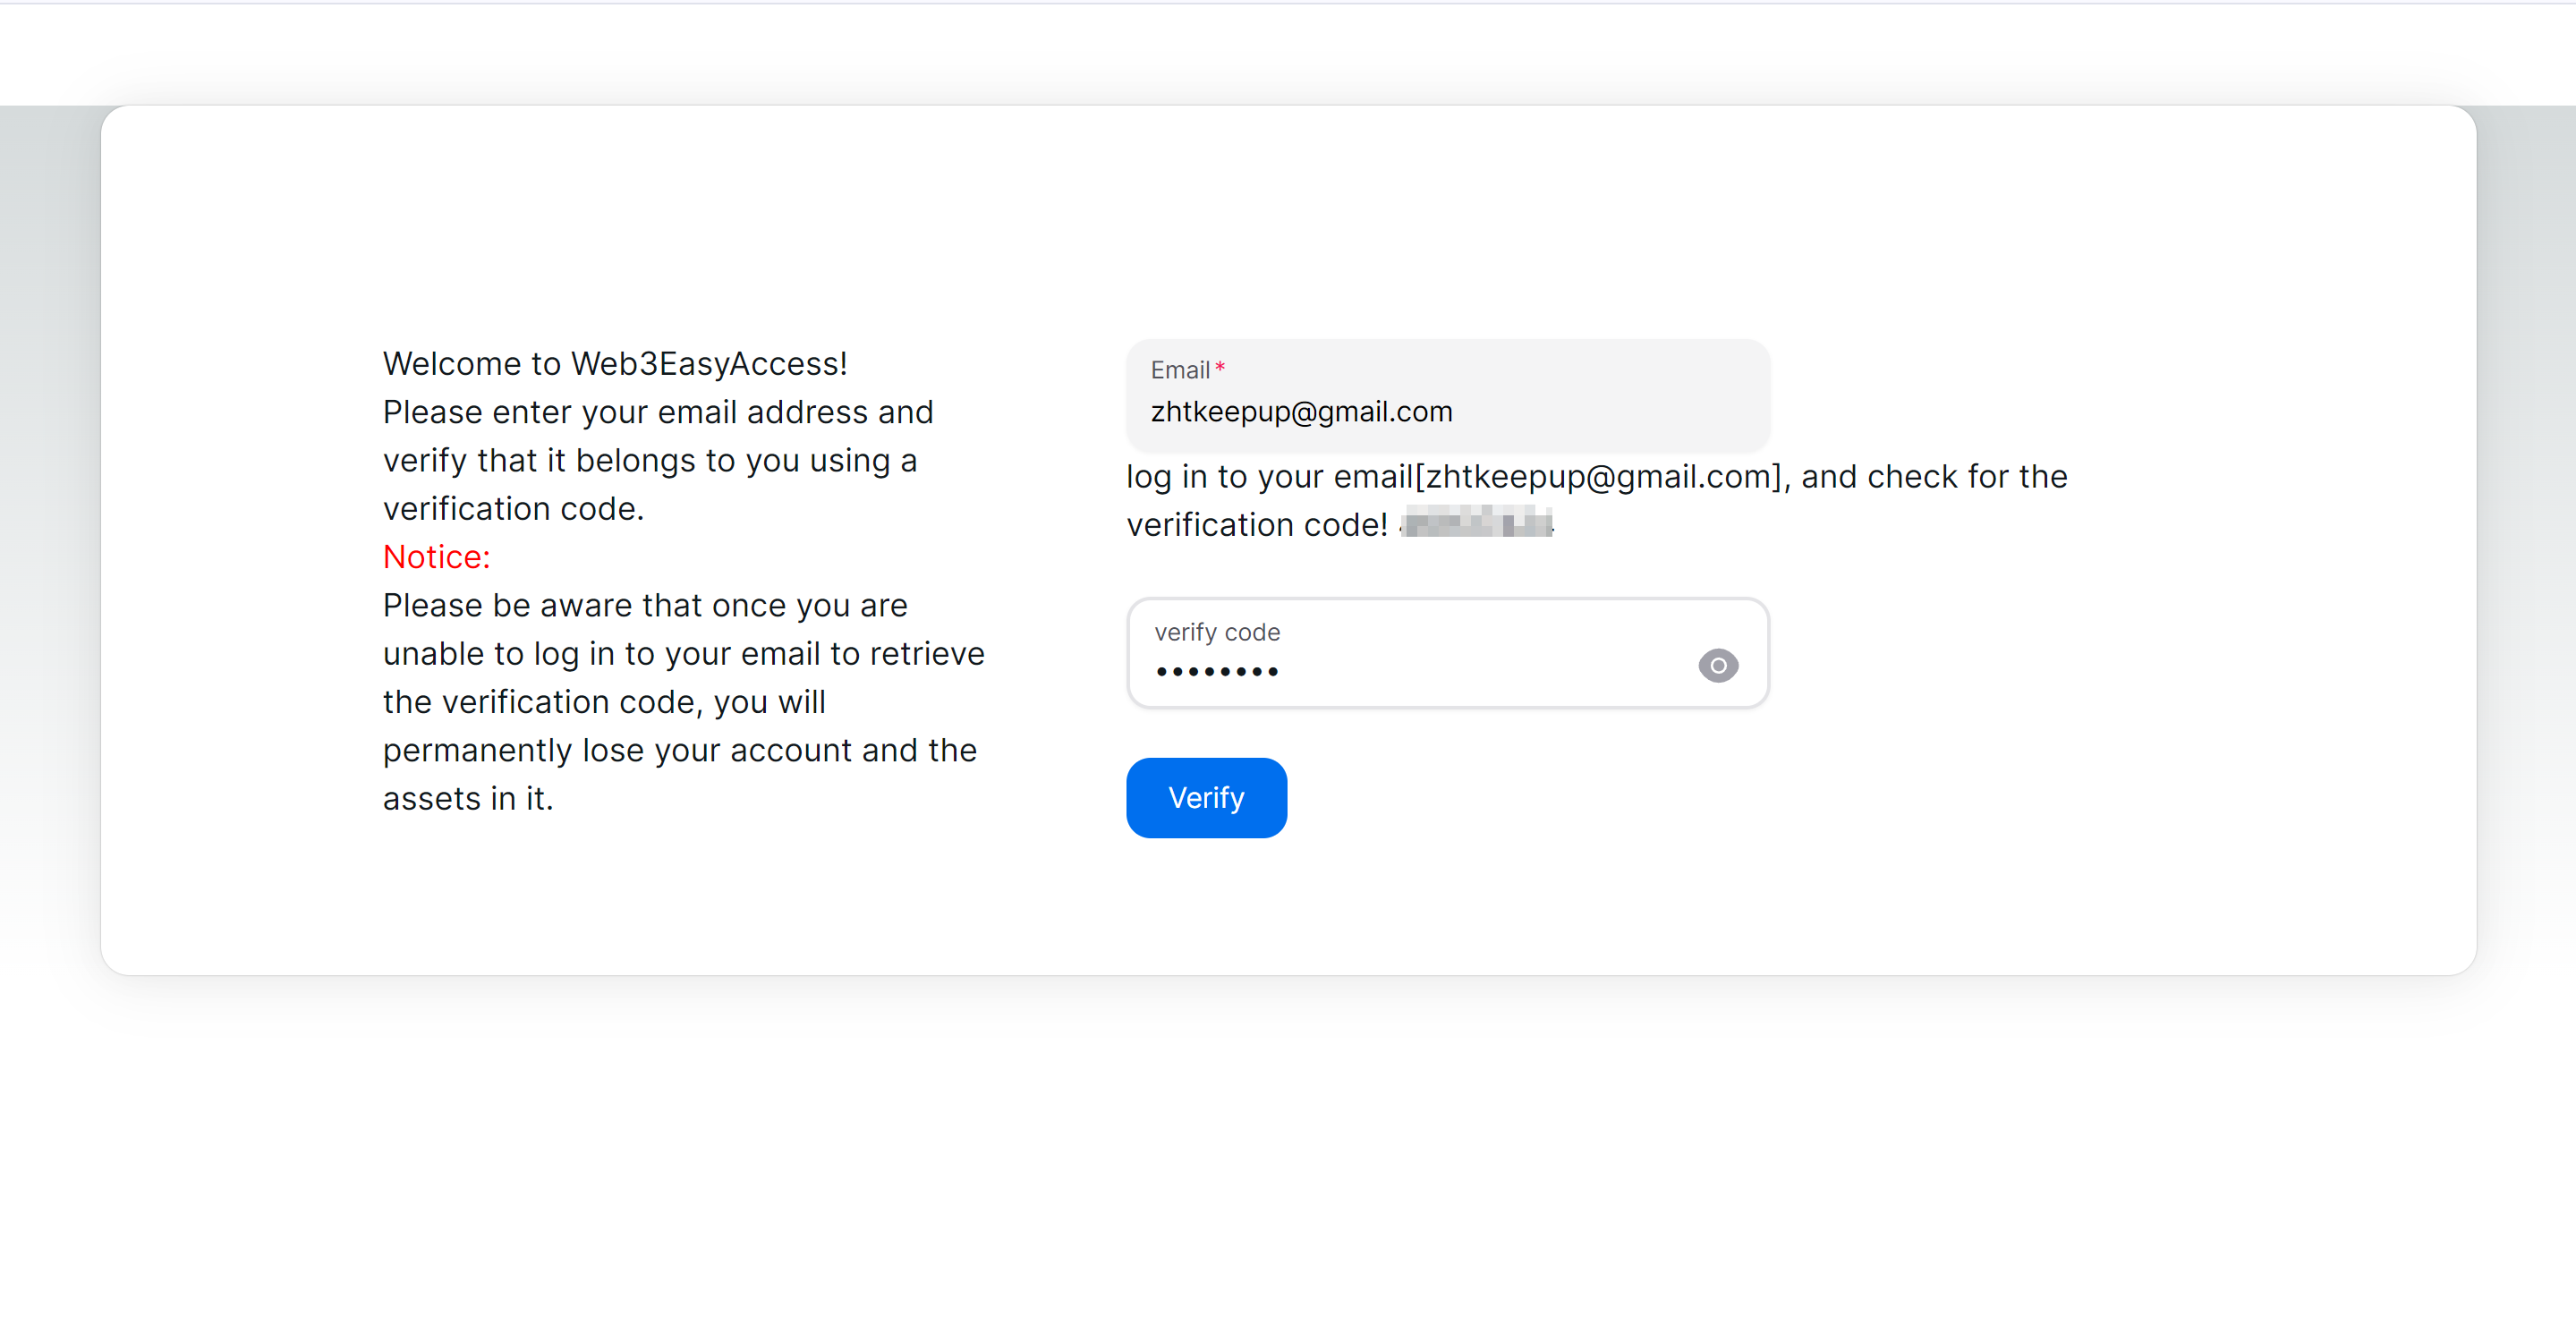 Welcome to Web3EasyAccess!
Please enter your email address and
verify that it belongs to you using a
verification code.
Notice:
Please be aware that once you are
unable to log in to your email to retrieve
the verification code, you will
permanently lose your account and the
assets in it.
Email*
zhtkeepup@gmail.com
log in to your email[zhtkeepup@gmail.com], and check for the
verification code!
verify code
••••••••
Verify